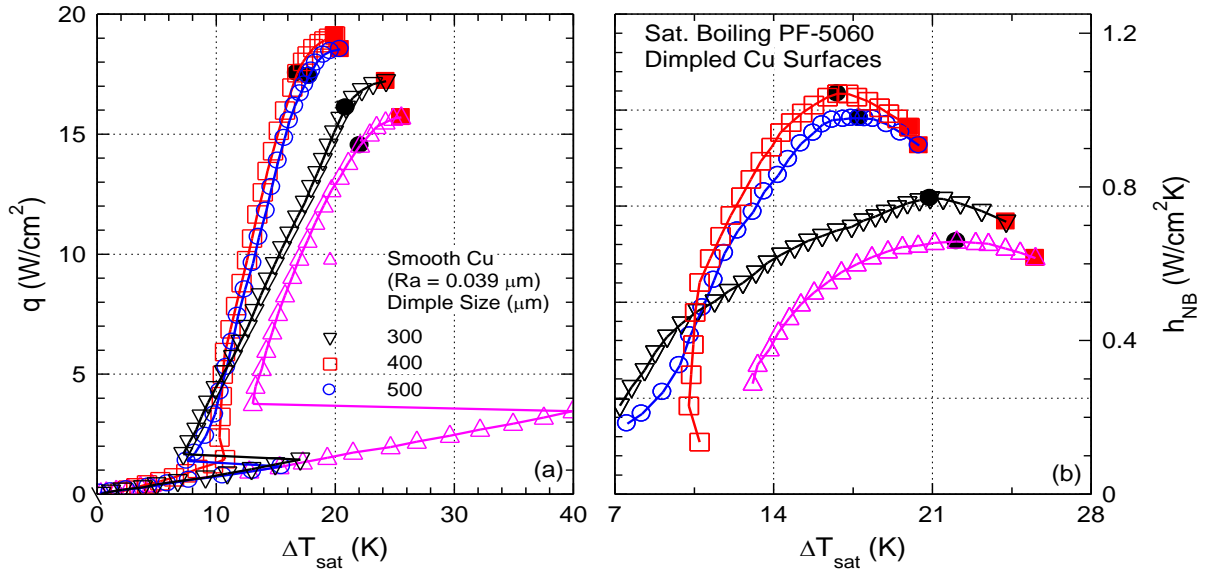 20
15
10
5
0
q (W/cm²)
Smooth Cu
(Ra = 0.039 μm)
Dimple Size (μm)
300
400
500
(a)
0 10 20 30 40
ΔTsat (K)
Sat. Boiling PF-5060
Dimpled Cu Surfaces
1.2
0.8
0.4
0
hNB (W/cm²K)
(b)
7 14 21 28
ΔTsat (K)